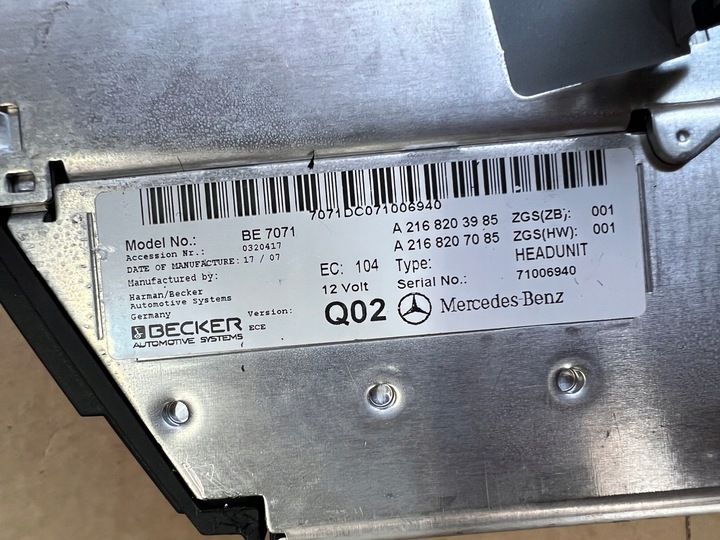 7071DC071006940
Model No.: BE 7071 A 216 820 39 85 ZGS(ZB): 001
Accession Nr.: 0320417 A 216 820 70 85 ZGS(HW): 001
DATE OF MANUFACTURE: 17 / 07 EC: 104 Type: HEADUNIT
Manufactured by: 12 Volt Serial No.: 71006940
Harman/Becker
Automotive Systems
Germany Version: ECE Q02 Mercedes-Benz
BECKER
AUTOMOTIVE SYSTEMS